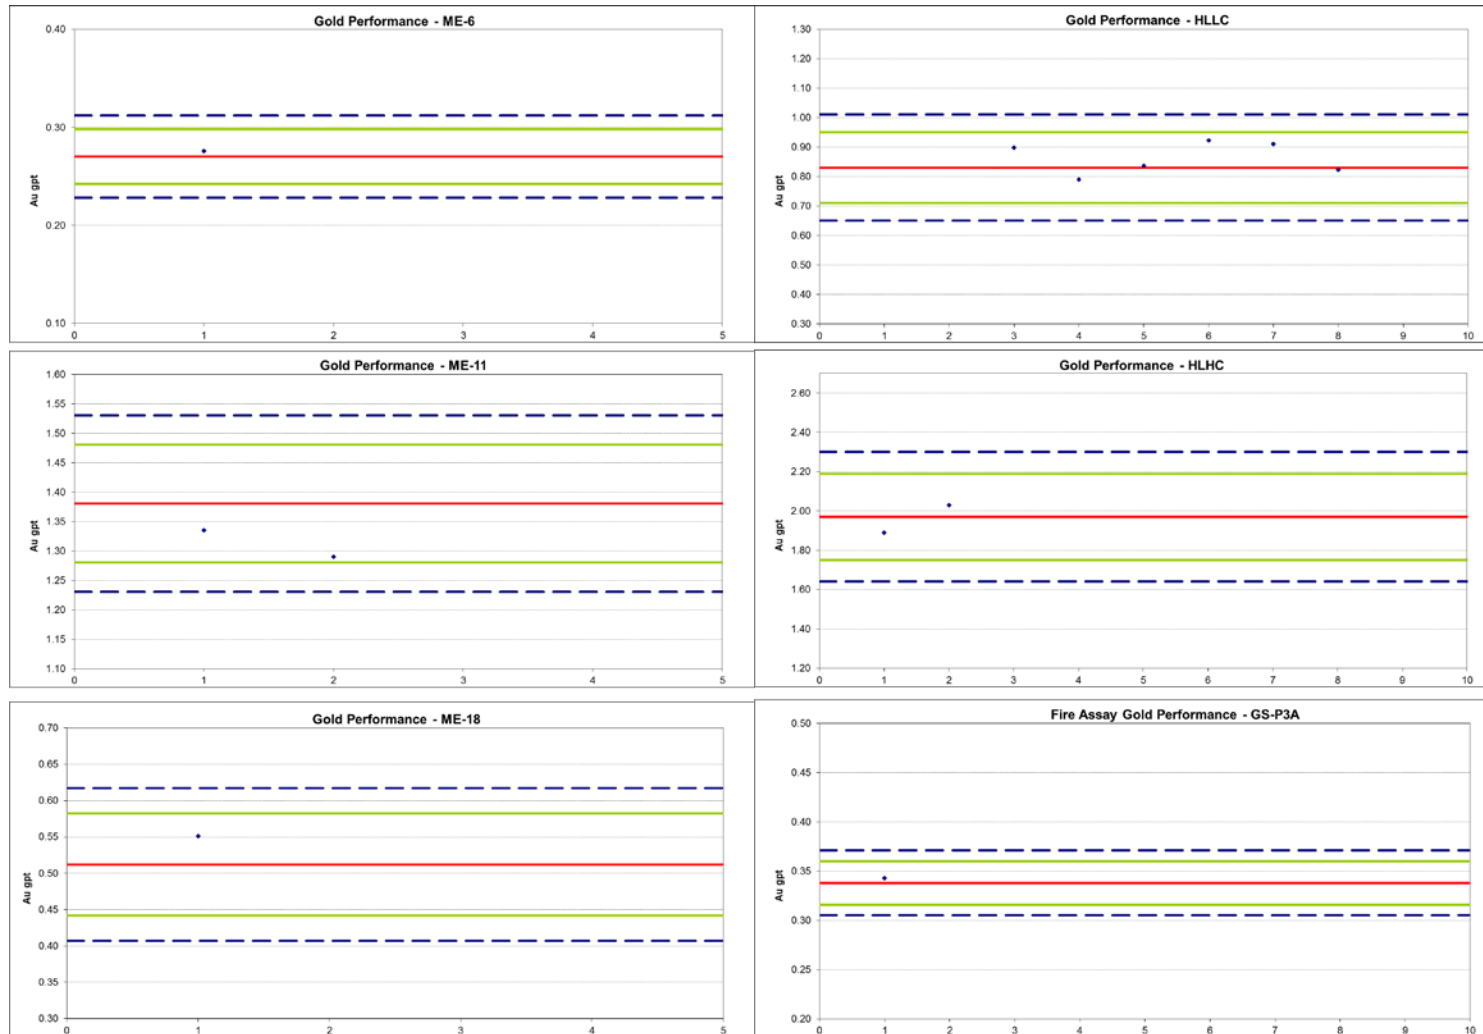 Gold Performance - ME-6
Au gpt
0.40
0.30
0.20
0.10
0 1 2 3 4 5
Gold Performance - HLLC
Au gpt
1.30
1.20
1.10
1.00
0.90
0.80
0.70
0.60
0.50
0.40
0.30
0 1 2 3 4 5 6 7 8 9 10
Gold Performance - ME-11
Au gpt
1.60
1.55
1.50
1.45
1.40
1.35
1.30
1.25
1.20
1.15
1.10
0 1 2 3 4 5
Gold Performance - HLHC
Au gpt
2.60
2.40
2.20
2.00
1.80
1.60
1.40
1.20
0 1 2 3 4 5 6 7 8 9 10
Gold Performance - ME-18
Au gpt
0.70
0.65
0.60
0.55
0.50
0.45
0.40
0.35
0.30
0 1 2 3 4 5
Fire Assay Gold Performance - GS-P3A
Au gpt
0.50
0.45
0.40
0.35
0.30
0.25
0.20
0 1 2 3 4 5 6 7 8 9 10